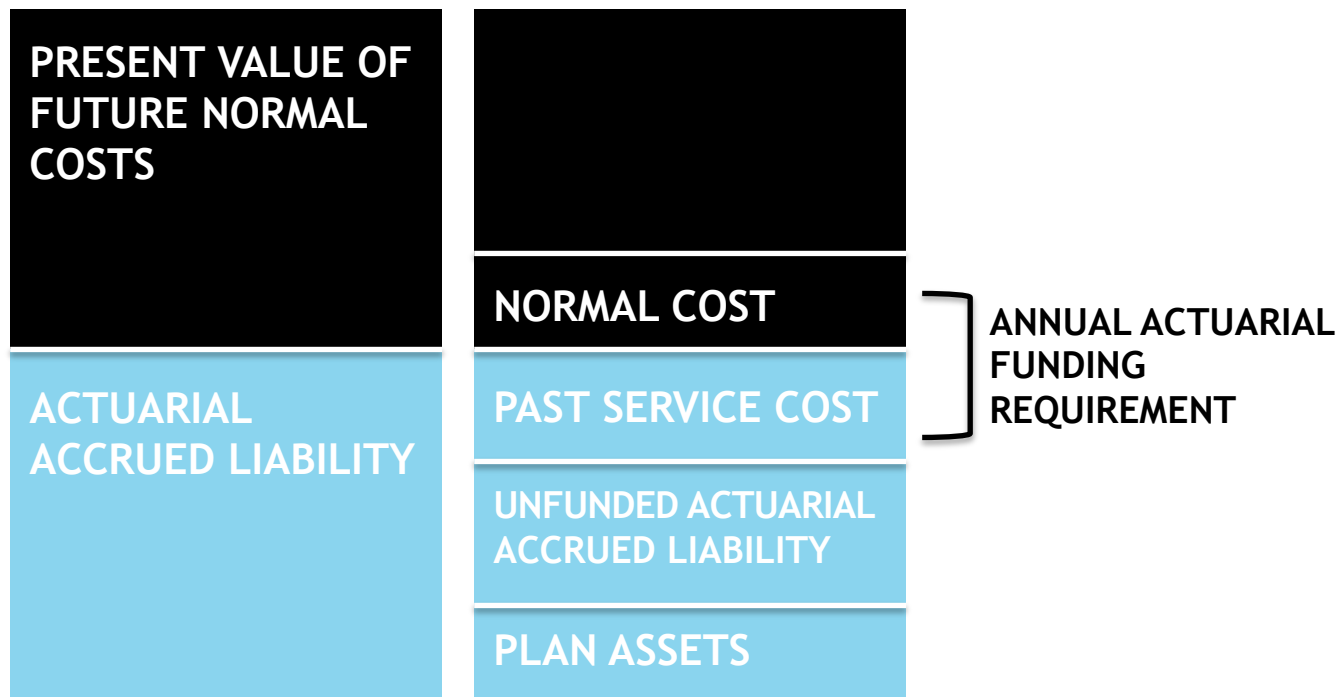 PRESENT VALUE OF
FUTURE NORMAL
COSTS
ACTUARIAL
ACCRUED LIABILITY
NORMAL COST
PAST SERVICE COST
UNFUNDED ACTUARIAL
ACCRUED LIABILITY
PLAN ASSETS
ANNUAL ACTUARIAL
FUNDING
REQUIREMENT